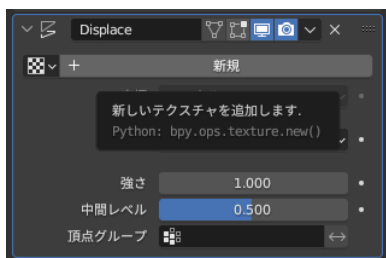 Displace
新規
新しいテクスチャを追加します.
Python: bpy.ops.texture.new()
強さ 1.000
中間レベル 0.500
頂点グループ